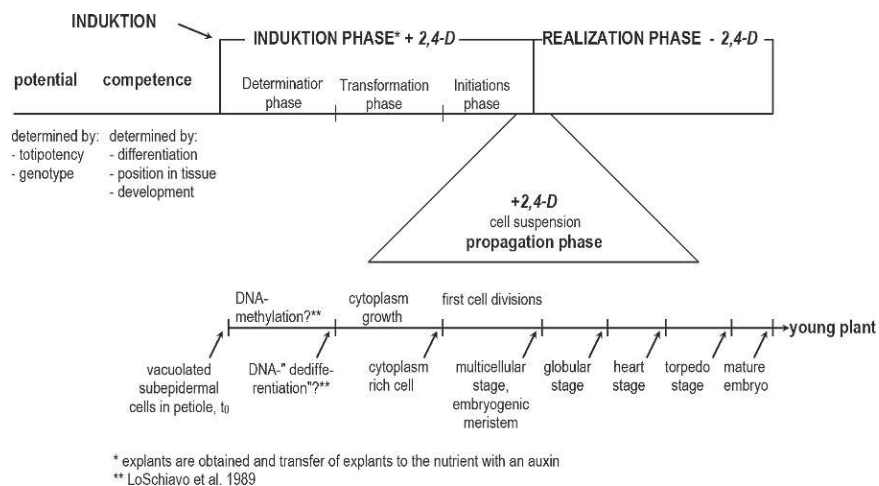 INDUKTION
INDUKTION PHASE* + 2,4-D
REALIZATION PHASE - 2,4-D
potential
competence
Determination phase
Transformation phase
Initiations phase
determined by:
- totipotency
- genotype
determined by:
- differentiation
- position in tissue
- development
+2,4-D
cell suspension
propagation phase
DNA-
methylation?**
cytoplasm
growth
first cell divisions
young plant
vacuolated
subepidermal
cells in petiole, t₀
DNA-" dediffe-
rentiation"?**
cytoplasm
rich cell
multicellular
stage,
embryogenic
meristem
globular
stage
heart
stage
torpedo
stage
mature
embryo
* explants are obtained and transfer of explants to the nutrient with an auxin
** LoSchiavo et al. 1989